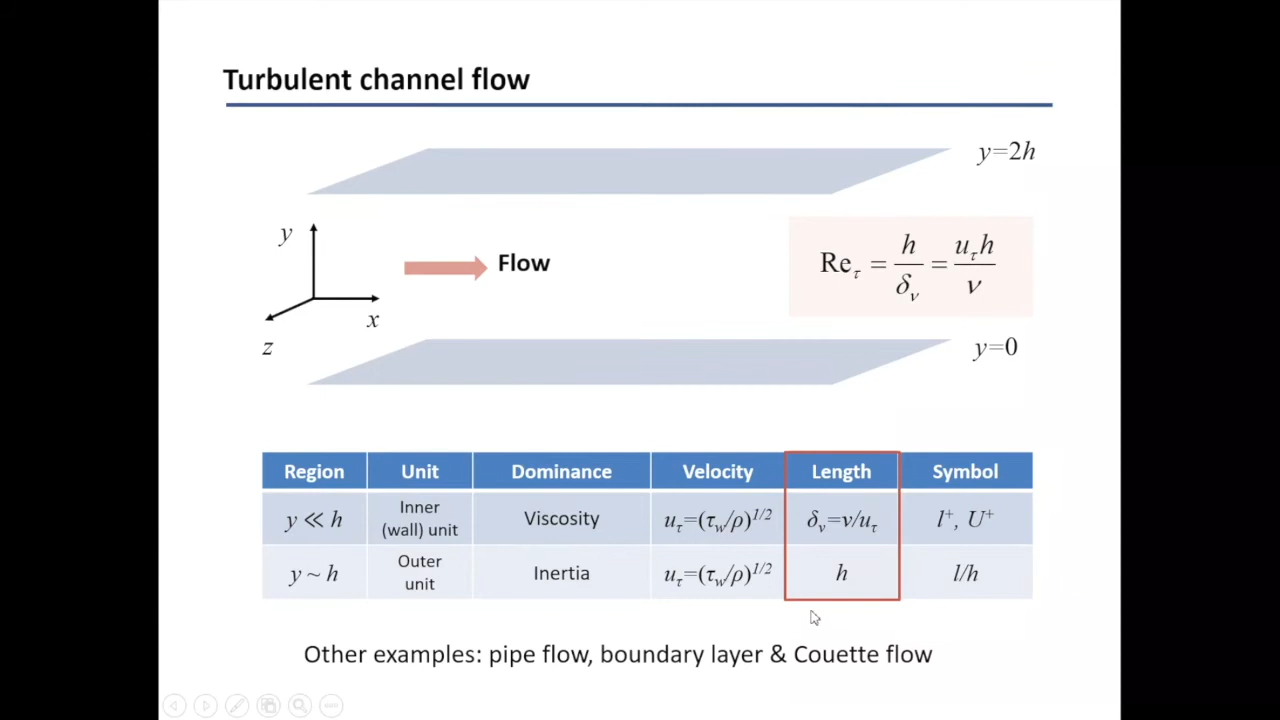 Turbulent channel flow
y=2h
y
Flow
x
z
Re_τ = h/δ_ν = u_τh/ν
y=0
Region Unit Dominance Velocity Length Symbol
y ≪ h Inner (wall) unit Viscosity u_τ=(τ_w/ρ)^1/2 δ_ν=ν/u_τ l⁺, U⁺
y ~ h Outer unit Inertia u_τ=(τ_w/ρ)^1/2 h l/h
Other examples: pipe flow, boundary layer & Couette flow